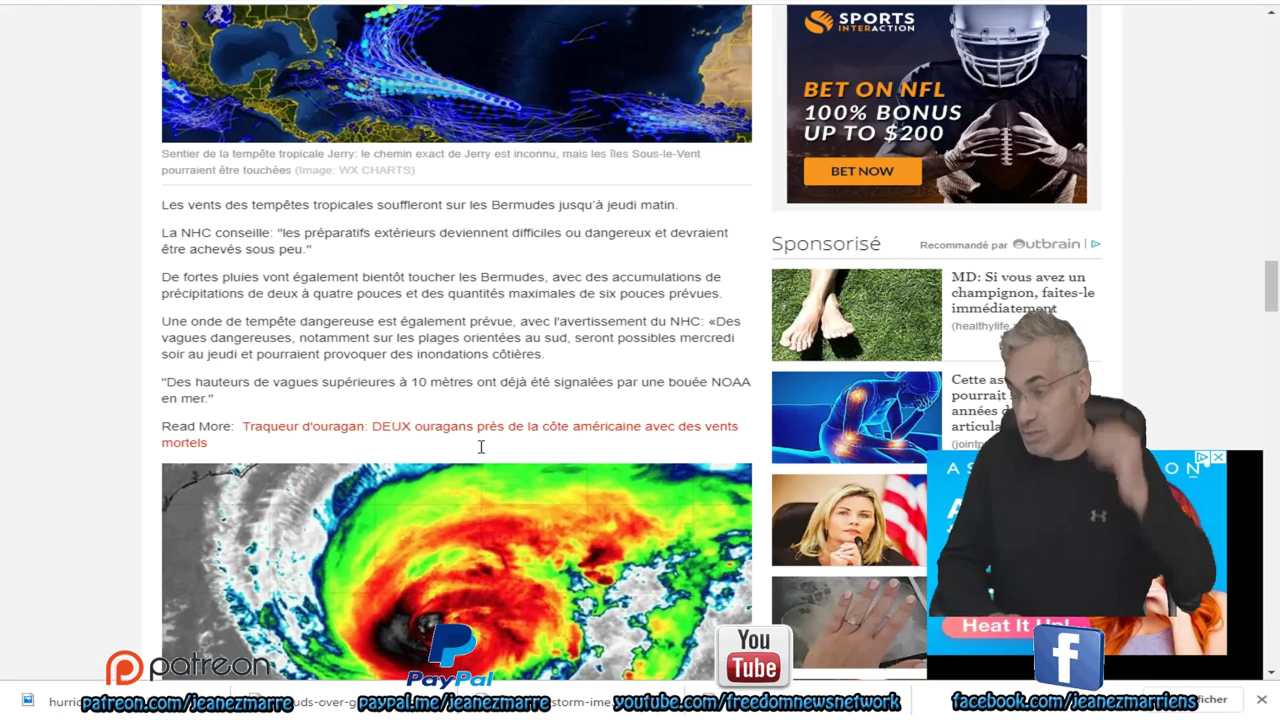 SPORTS
INTERACTION
BET ON NFL
100% BONUS
UP TO $200
BET NOW
Sentier de la tempête tropicale Jerry: le chemin exact de Jerry est inconnu, mais les îles Sous-le-Vent
pourraient être touchées (Image: WX CHARTS)
Les vents des tempêtes tropicales souffleront sur les Bermudes jusqu'à jeudi matin.
La NHC conseille: "les préparatifs extérieurs deviennent difficiles ou dangereux et devraient
être achevés sous peu."
De fortes pluies vont également bientôt toucher les Bermudes, avec des accumulations de
précipitations de deux à quatre pouces et des quantités maximales de six pouces prévues.
Une onde de tempête dangereuse est également prévue, avec l'avertissement du NHC: «Des
vagues dangereuses, notamment sur les plages orientées au sud, seront possibles mercredi
soir au jeudi et pourraient provoquer des inondations côtières.
"Des hauteurs de vagues supérieures à 10 mètres ont déjà été signalées par une bouée NOAA
en mer."
Read More: Traqueur d'ouragan: DEUX ouragans près de la côte américaine avec des vents
mortels
Sponsorisé
Recommandé par Outbrain
MD: Si vous avez un
champignon, faites-le
immédiatement
(healthylife
Cette
pourrait
années
(jointp
Heat It Up!
patreon
PayPal
You
Tube
f
hurri
patreon.com/jeanezmarre
paypal.me/jeanezmarre
storm-ime
youtube.com/freedomnewsnetwork
facebook.com/jeanezmarriens